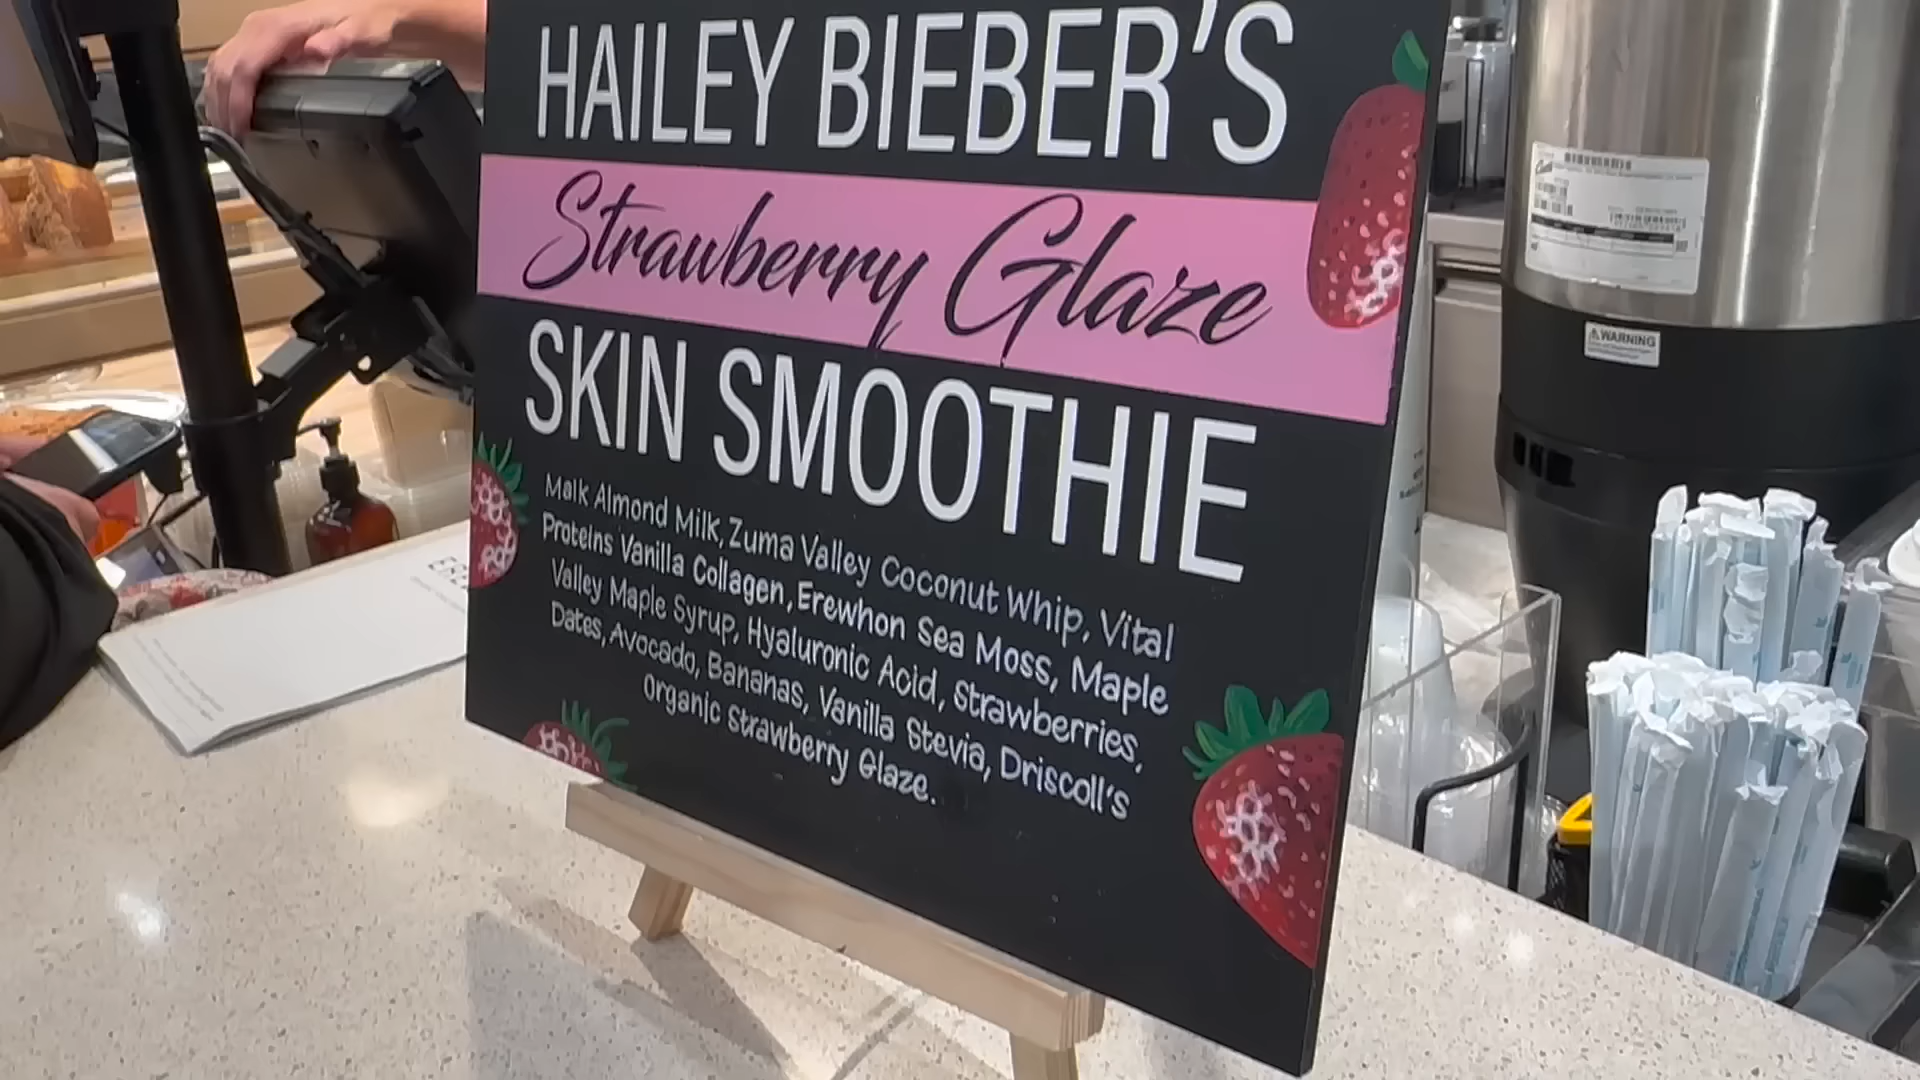 HAILEY BIEBER'S
Strawberry Glaze
SKIN SMOOTHIE
Malk Almond Milk, Zuma Valley Coconut Whip, Vital
Proteins Vanilla Collagen, Erewhon Sea Moss, Maple
Valley Maple Syrup, Hyaluronic Acid, Strawberries,
Dates, Avocado, Bananas, Vanilla Stevia, Driscoll's
Organic Strawberry Glaze.
WARNING